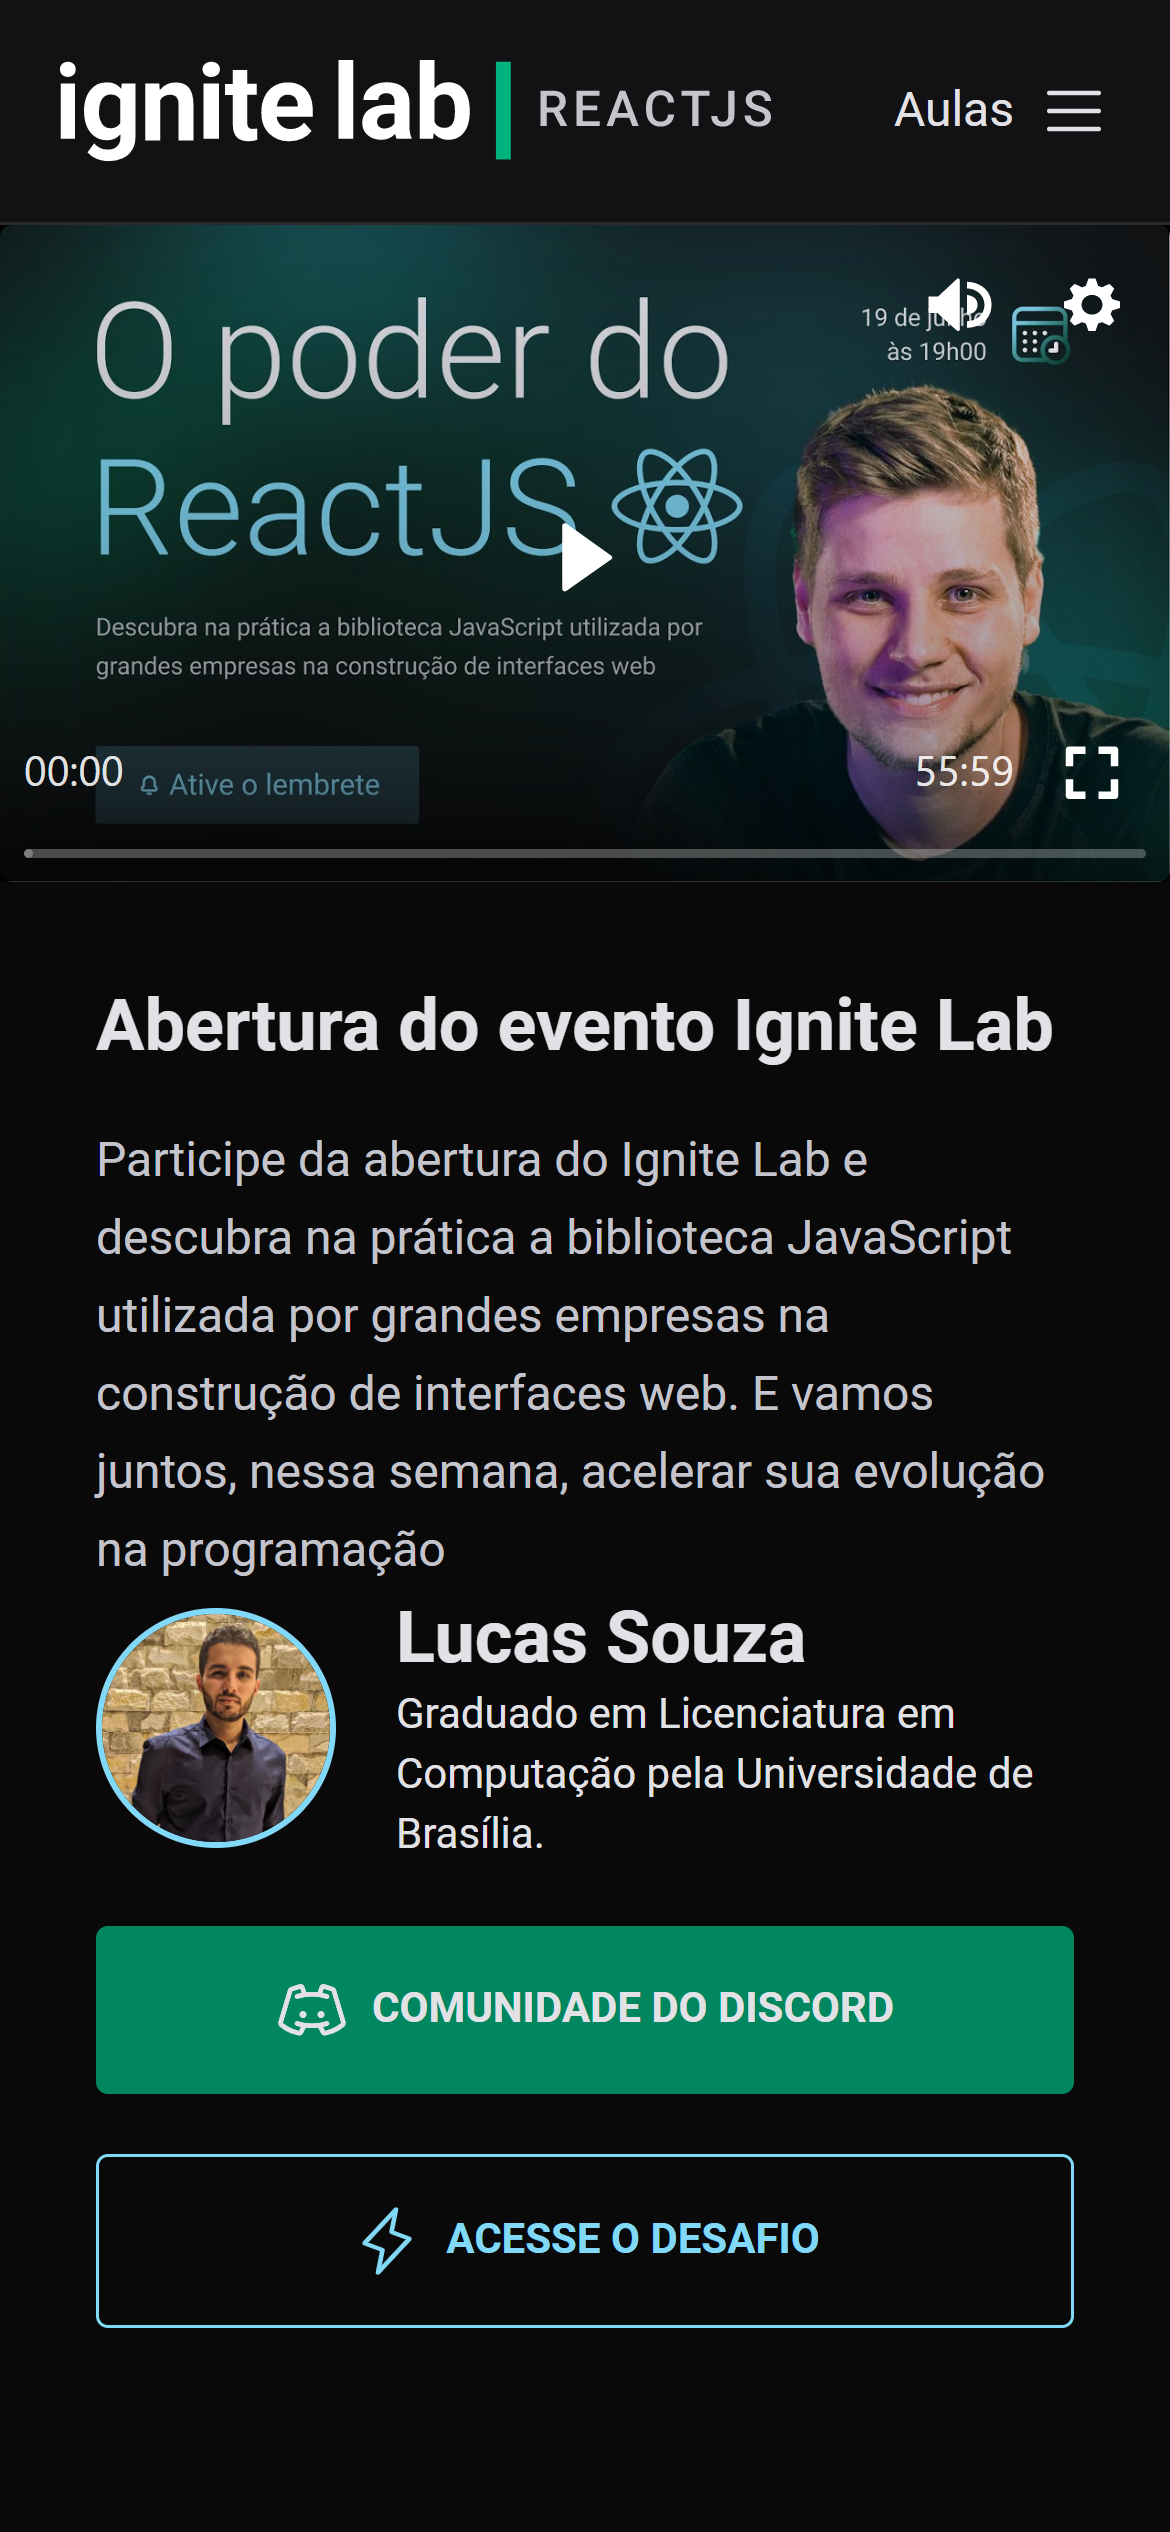 ignite lab REACTJS Aulas
O poder do
19 de julho
às 19h00
ReactJS
Descubra na prática a biblioteca JavaScript utilizada por
grandes empresas na construção de interfaces web
Ative o lembrete
00:00 55:59
Abertura do evento Ignite Lab
Participe da abertura do Ignite Lab e
descubra na prática a biblioteca JavaScript
utilizada por grandes empresas na
construção de interfaces web. E vamos
juntos, nessa semana, acelerar sua evolução
na programação
Lucas Souza
Graduado em Licenciatura em
Computação pela Universidade de
Brasília.
COMUNIDADE DO DISCORD
ACESSE O DESAFIO